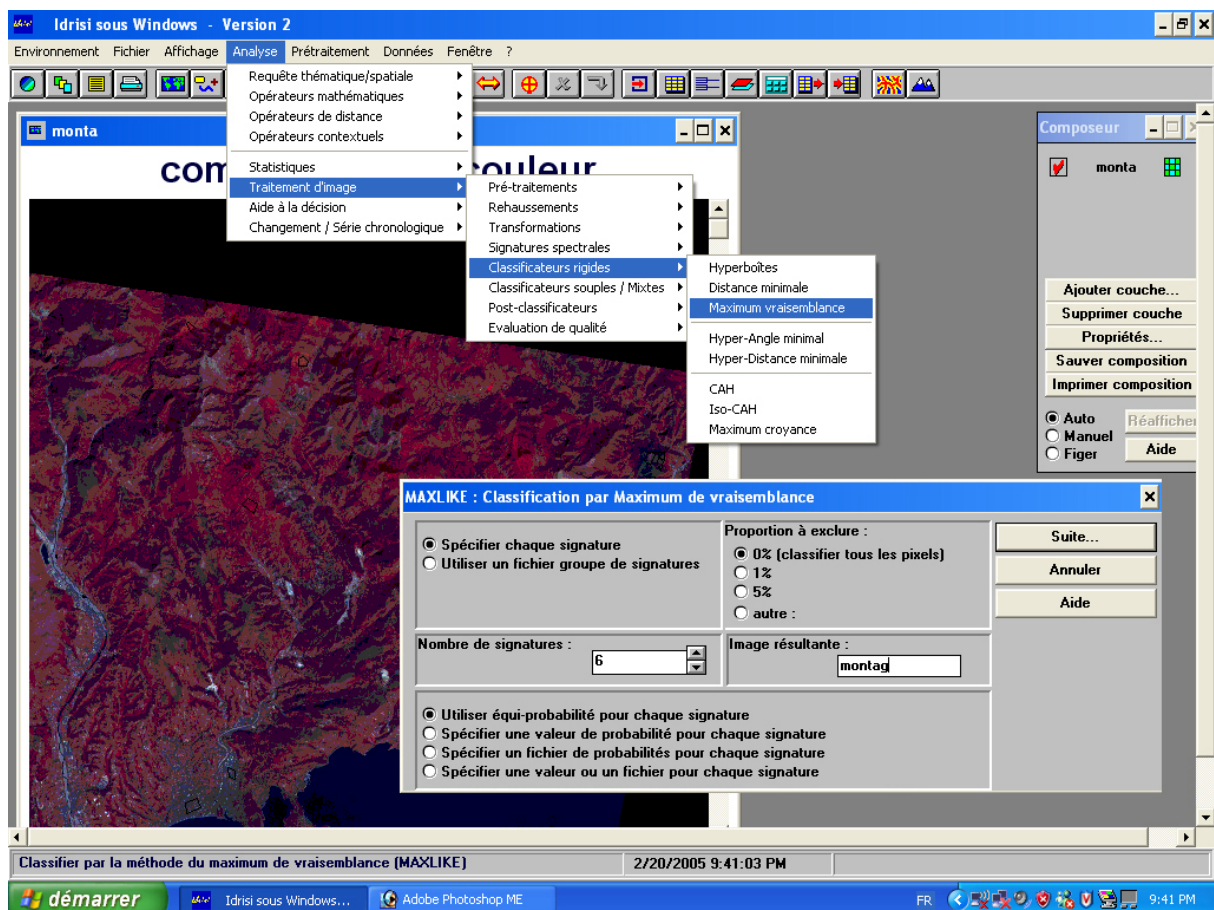 Idrisi sous Windows - Version 2
Environnement Fichier Affichage Analyse Prétraitement Données Fenêtre ?
Requête thématique/spatiale
Opérateurs mathématiques
Opérateurs de distance
Opérateurs contextuels
Statistiques
Traitement d'image
Aide à la décision
Changement / Série chronologique
monta
com
couleur
Pré-traitements
Rehaussements
Transformations
Signatures spectrales
Classificateurs rigides
Classificateurs souples / Mixtes
Post-classificateurs
Evaluation de qualité
Hyperboîtes
Distance minimale
Maximum vraisemblance
Hyper-Angle minimal
Hyper-Distance minimale
CAH
Iso-CAH
Maximum croyance
Composeur
monta
Ajouter couche...
Supprimer couche
Propriétés...
Sauver composition
Imprimer composition
Auto
Manuel
Figer
Réafficher
Aide
MAXLIKE : Classification par Maximum de vraisemblance
Spécifier chaque signature
Utiliser un fichier groupe de signatures
Proportion à exclure :
0% (classifier tous les pixels)
1%
5%
autre :
Suite...
Annuler
Aide
Nombre de signatures :
6
Image résultante :
montag
Utiliser équi-probabilité pour chaque signature
Spécifier une valeur de probabilité pour chaque signature
Spécifier un fichier de probabilités pour chaque signature
Spécifier une valeur ou un fichier pour chaque signature
Classifier par la méthode du maximum de vraisemblance (MAXLIKE)
2/20/2005 9:41:03 PM
démarrer
Idrisi sous Windows...
Adobe Photoshop ME
FR
9:41 PM